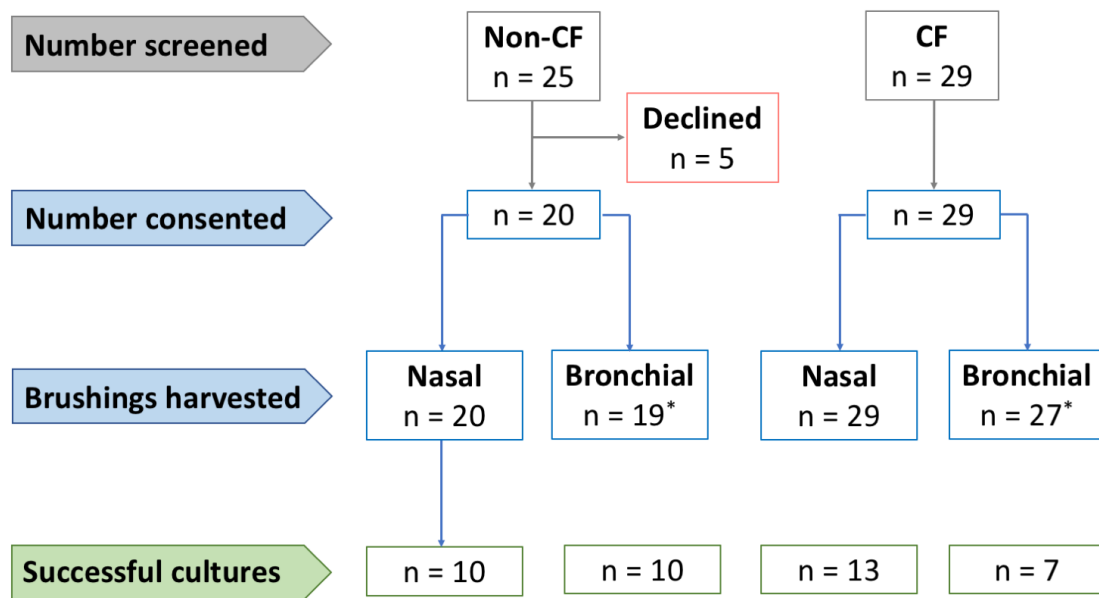 Number screened
Non-CF
n = 25
CF
n = 29
Declined
n = 5
Number consented
n = 20
n = 29
Brushings harvested
Nasal
n = 20
Bronchial
n = 19*
Nasal
n = 29
Bronchial
n = 27*
Successful cultures
n = 10
n = 10
n = 13
n = 7